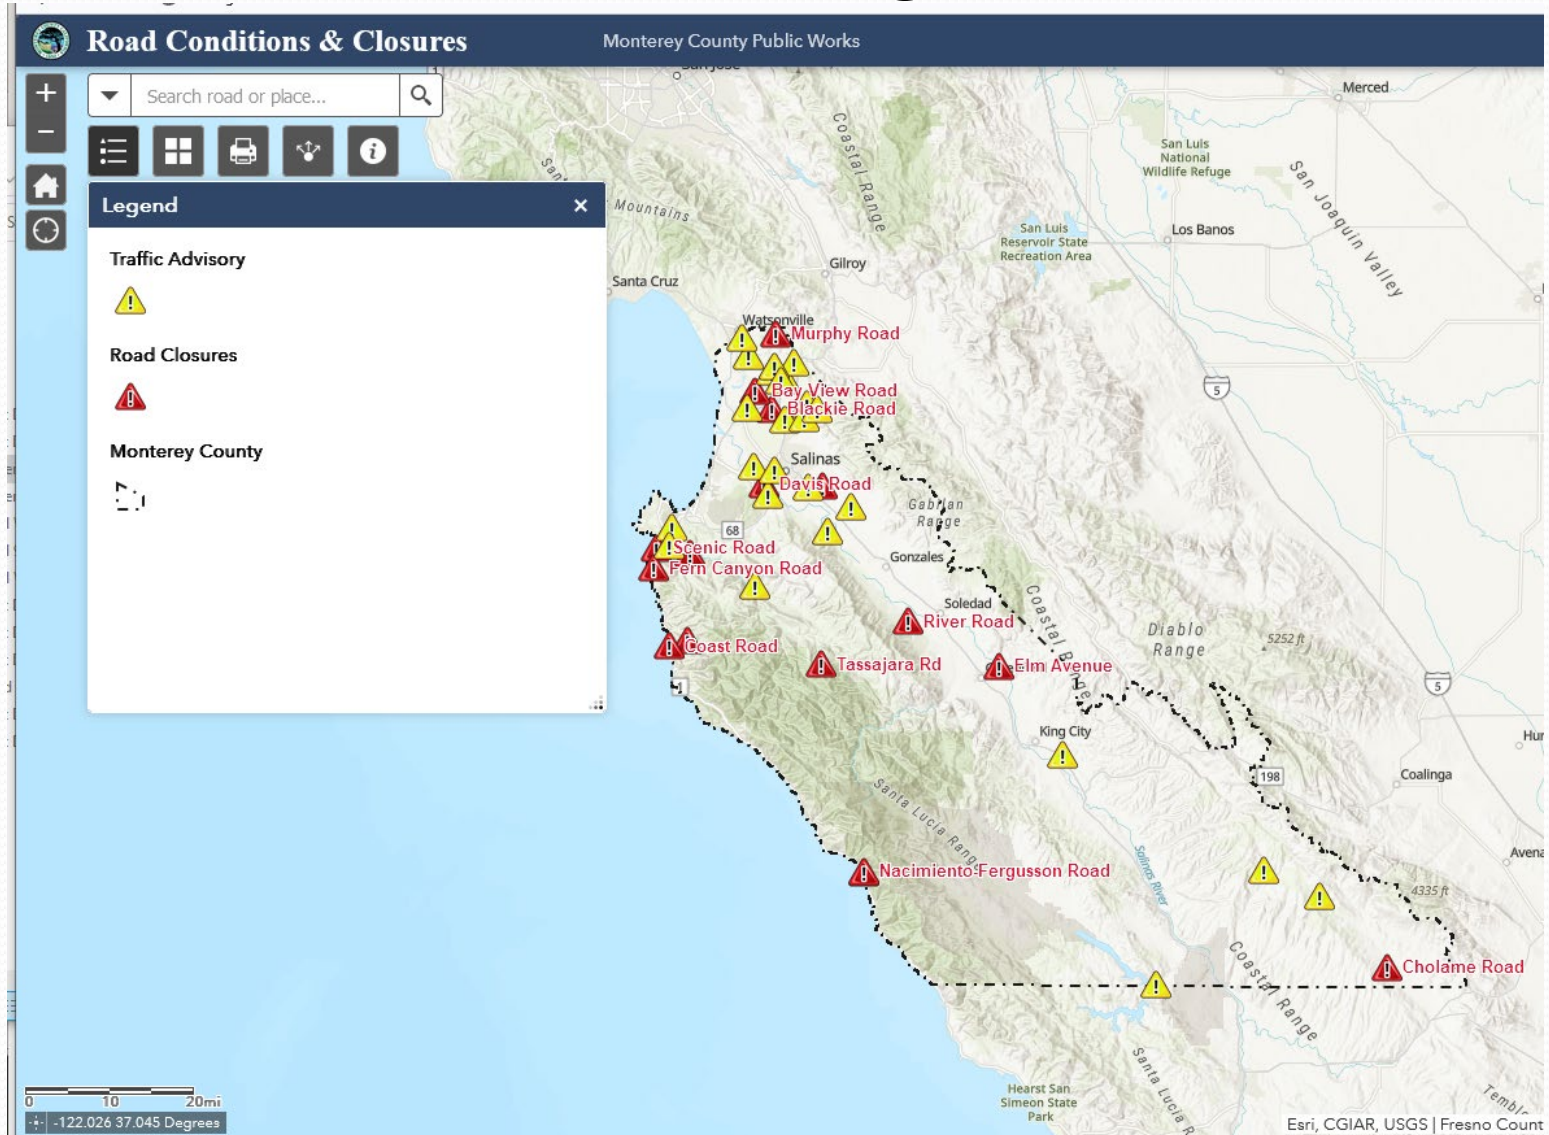 Road Conditions & Closures
Monterey County Public Works
Search road or place...
Legend
Traffic Advisory
Road Closures
Monterey County
San Jose
Merced
San Luis
National
Wildlife Refuge
San Joaquin Valley
Coastal Range
Mountains
San Luis
Reservoir State
Recreation Area
Los Banos
Gilroy
Santa Cruz
Watsonville
Murphy Road
5
Bay View Road
Blackie Road
Salinas
Davis Road
Gabilan
Range
68
Scenic Road
Gonzales
Fern Canyon Road
Soledad
River Road
Coastal Range
Diablo
Range
5252 ft
Coast Road
Tassajara Rd
Elm Avenue
1
5
King City
Hur
198
Coalinga
Santa Lucia Range
Salinas River
Avena
Nacimiento-Fergusson Road
4335 ft
Coastal Range
Cholame Road
Santa Lucia R
Hearst San
Simeon State
Park
Temblo
0 10 20mi
-122.026 37.045 Degrees
Esri, CGIAR, USGS | Fresno Count